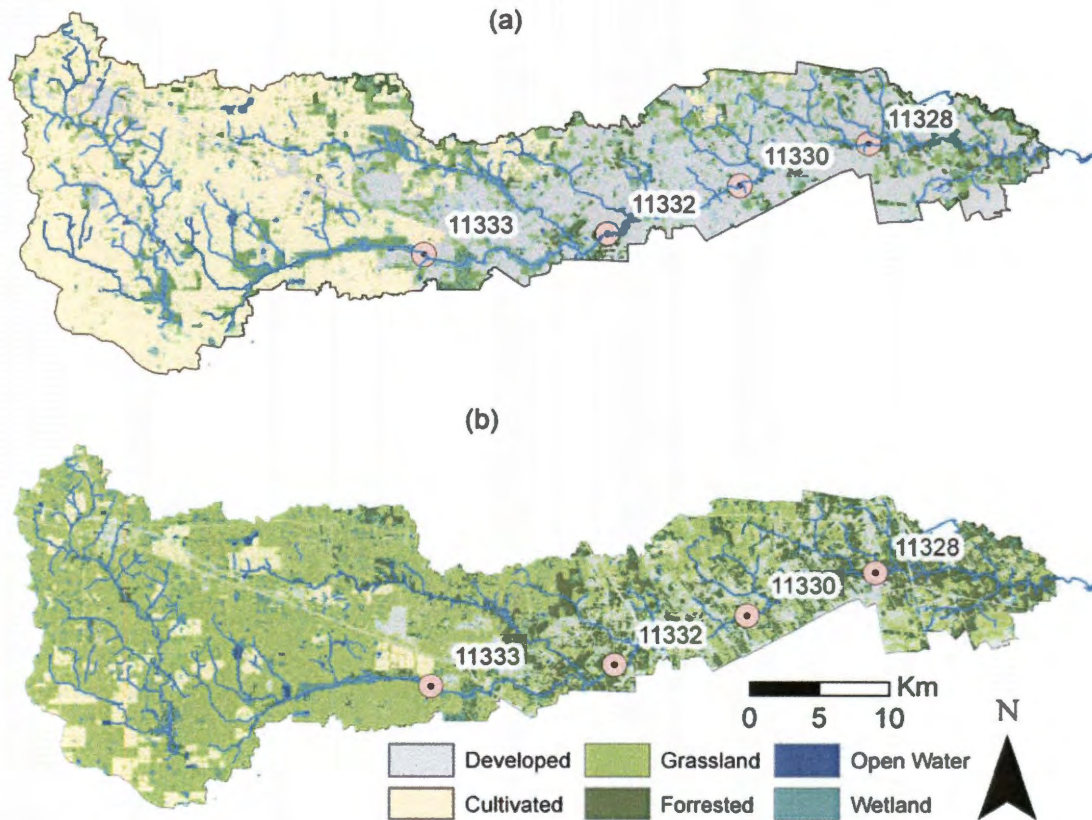 (a)
11328
11330
11332
11333
(b)
11328
11330
11332
11333
Km
0 5 10
N
Developed Grassland Open Water
Cultivated Forrested Wetland